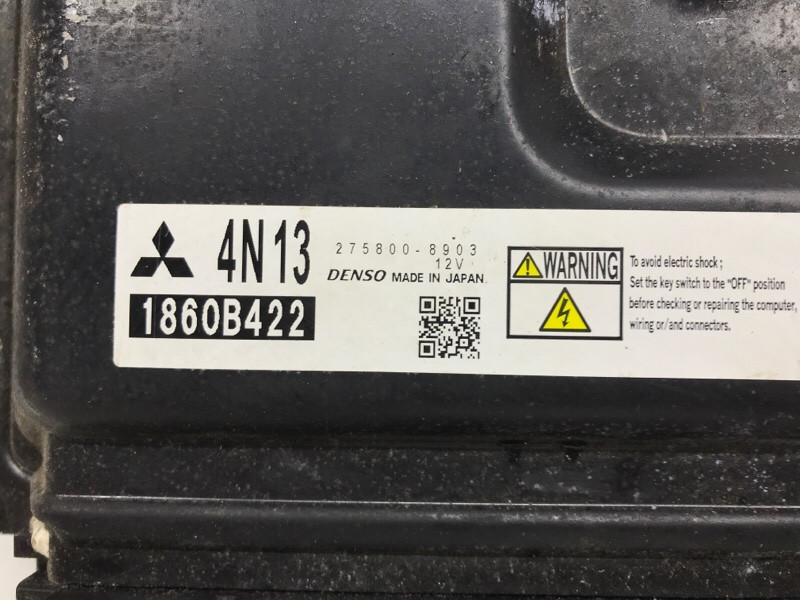 4N13
1860B422
275800-8903
12V
DENSO MADE IN JAPAN
WARNING
To avoid electric shock ;
Set the key switch to the "OFF" position
before checking or repairing the computer,
wiring or/and connectors.